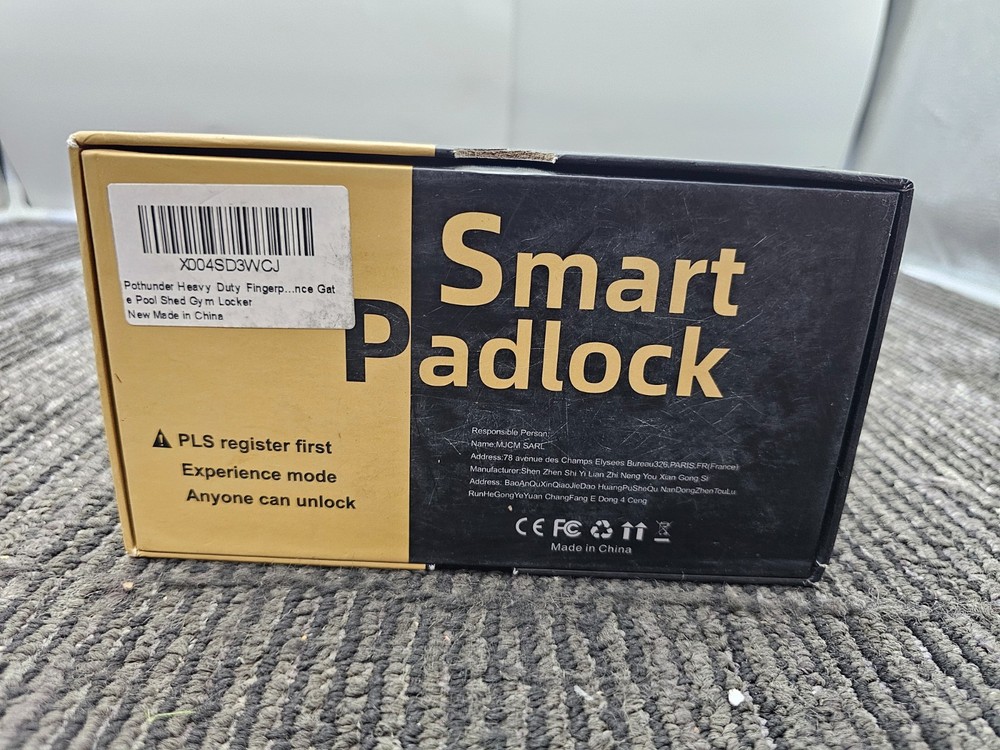 X004SD3WCJ
Pothunder Heavy Duty Fingerp...nce Gat
e Pool Shed Gym Locker
New Made in China
Smart
Padlock
PLS register first
Experience mode
Anyone can unlock
Responsible Person:
Name:MJCM SARL
Address:78 avenue des Champs Elysees Bureau326,PARIS,FR(France)
Manufacturer:Shen Zhen Shi Yi Lian Zhi Neng You Xian Gong Si
Address: BaoAnQuXinQiaoJieDao HuangPuSheQu NanDongZhenTouLu
RunHeGongYeYuan ChangFang E Dong 4 Ceng
CE FC
Made in China